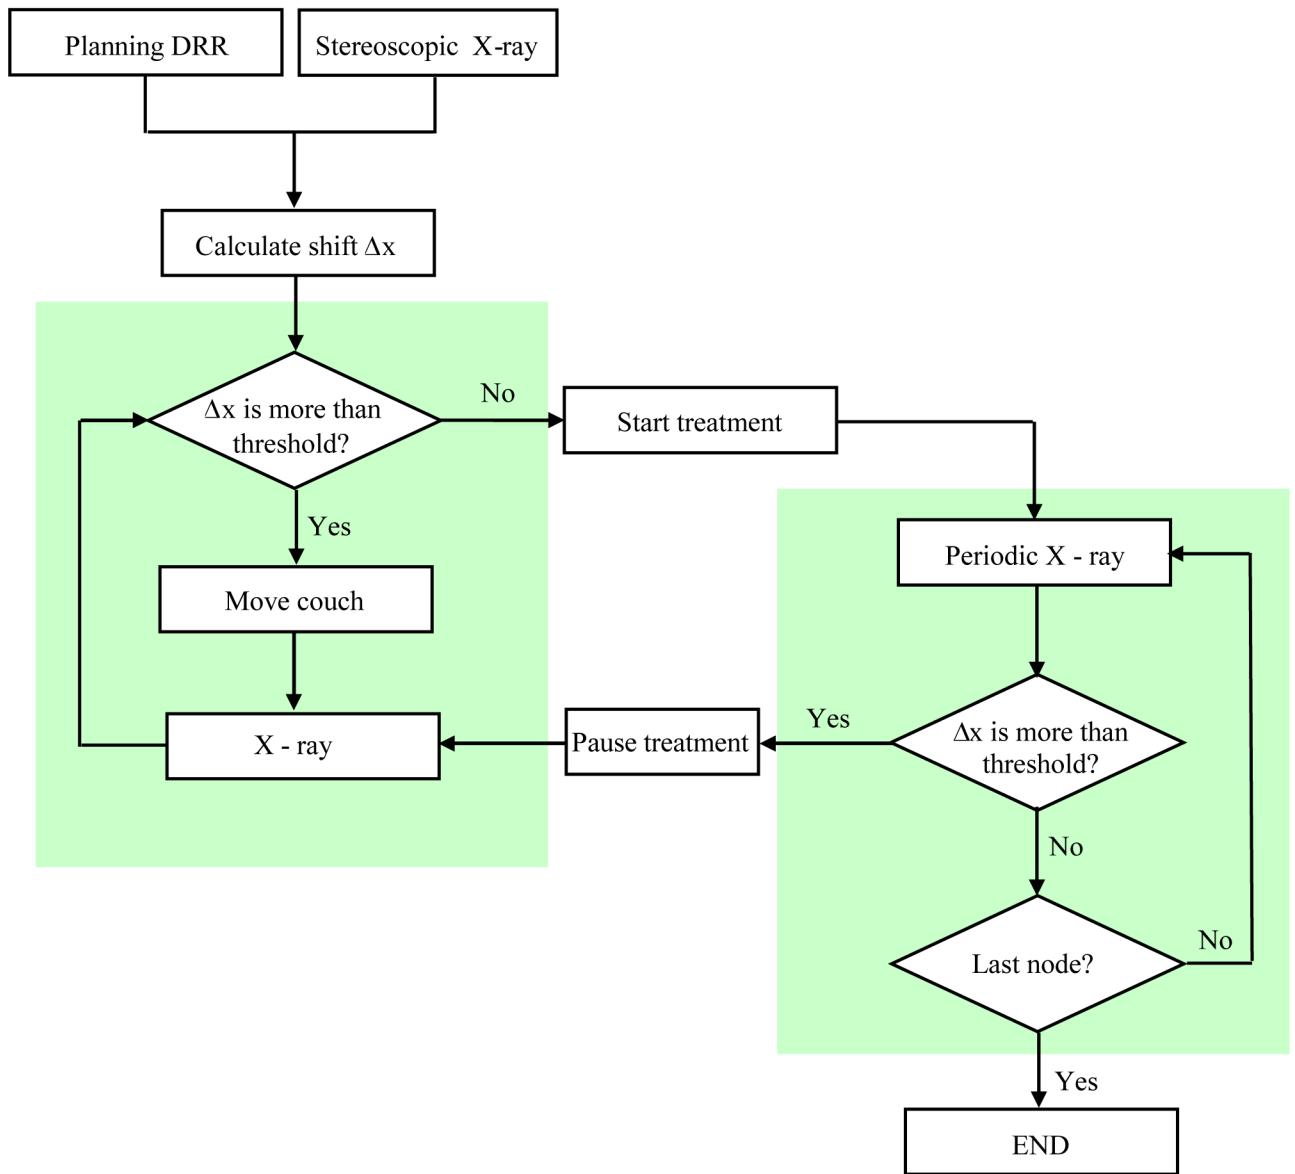 Planning DRR
Stereoscopic X-ray
Calculate shift Δx
Δx is more than
threshold?
No
Start treatment
Yes
Move couch
X - ray
Periodic X - ray
Δx is more than
threshold?
Yes
Pause treatment
No
Last node?
No
Yes
END